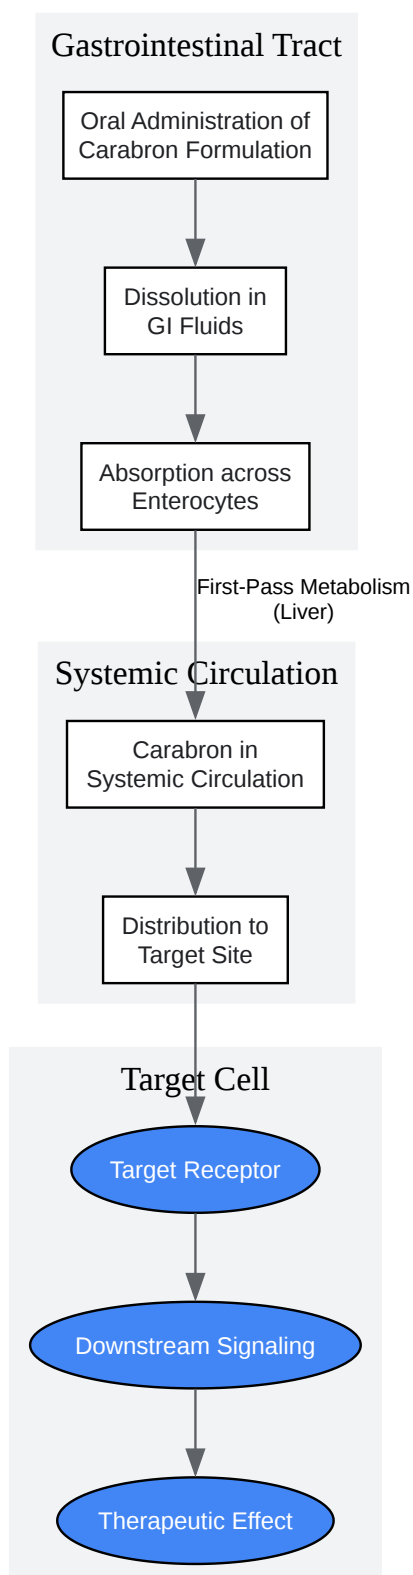 Gastrointestinal Tract
Oral Administration of
Carabron Formulation
Dissolution in
GI Fluids
Absorption across
Enterocytes
First-Pass Metabolism
(Liver)
Systemic Circulation
Carabron in
Systemic Circulation
Distribution to
Target Site
Target Cell
Target Receptor
Downstream Signaling
Therapeutic Effect